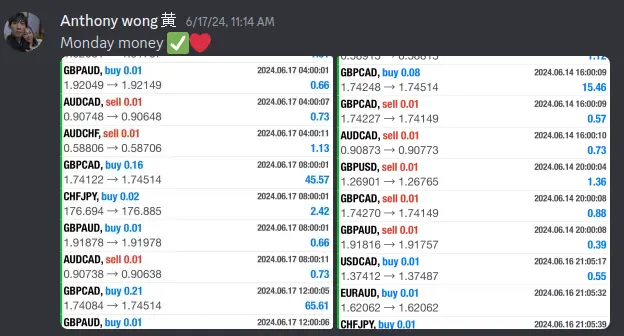 Anthony wong黄 6/17/24, 11:14 AM
Monday money ✅❤️
GBPAUD, buy 0.01 2024.06.17 04:00:01
1.92049 → 1.92149 0.66
AUDCAD, sell 0.01 2024.06.17 04:00:07
0.90748 → 0.90648 0.73
AUDCHF, sell 0.01 2024.06.17 04:00:11
0.58806 → 0.58706 1.13
GBPCAD, buy 0.16 2024.06.17 08:00:01
1.74122 → 1.74514 45.57
CHFJPY, buy 0.02 2024.06.17 08:00:01
176.694 → 176.885 2.42
GBPAUD, buy 0.01 2024.06.17 08:00:01
1.91878 → 1.91978 0.66
AUDCAD, sell 0.01 2024.06.17 08:00:11
0.90738 → 0.90638 0.73
GBPCAD, buy 0.21 2024.06.17 12:00:05
1.74084 → 1.74514 65.61
GBPAUD, buy 0.01 2024.06.17 12:00:06
1.12
GBPCAD, buy 0.08 2024.06.14 16:00:09
1.74248 → 1.74514 15.46
GBPCAD, sell 0.01 2024.06.14 16:00:09
1.74227 → 1.74149 0.57
AUDCAD, sell 0.01 2024.06.14 16:00:10
0.90873 → 0.90773 0.73
GBPUSD, sell 0.01 2024.06.14 20:00:04
1.26901 → 1.26765 1.36
GBPCAD, sell 0.01 2024.06.14 20:00:08
1.74270 → 1.74149 0.88
GBPAUD, sell 0.01 2024.06.14 20:00:08
1.91816 → 1.91757 0.39
USDCAD, buy 0.01 2024.06.16 21:05:17
1.37412 → 1.37487 0.55
EURAUD, buy 0.01 2024.06.16 21:05:32
1.62062 → 1.62062
CHFJPY, buy 0.01 2024.06.16 21:05:39